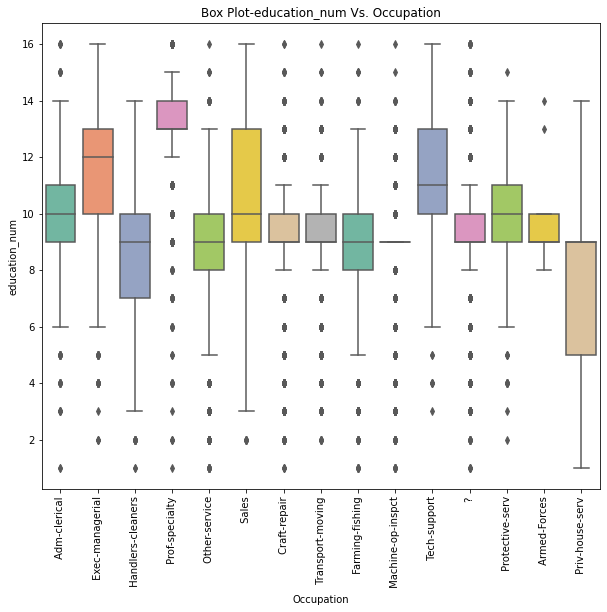 Box Plot-education_num Vs. Occupation
education_num
16
14
12
10
8
6
4
2
Adm-clerical
Exec-managerial
Handlers-cleaners
Prof-specialty
Other-service
Sales
Craft-repair
Transport-moving
Farming-fishing
Machine-op-inspct
Tech-support
?
Protective-serv
Armed-Forces
Priv-house-serv
Occupation